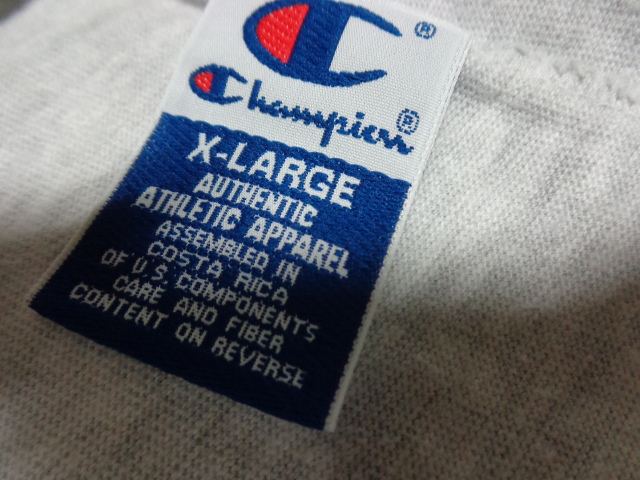 ®
Champion®
X-LARGE
AUTHENTIC
ATHLETIC APPAREL
ASSEMBLED IN
COSTA RICA
OF U.S. COMPONENTS
CARE AND FIBER
CONTENT ON REVERSE